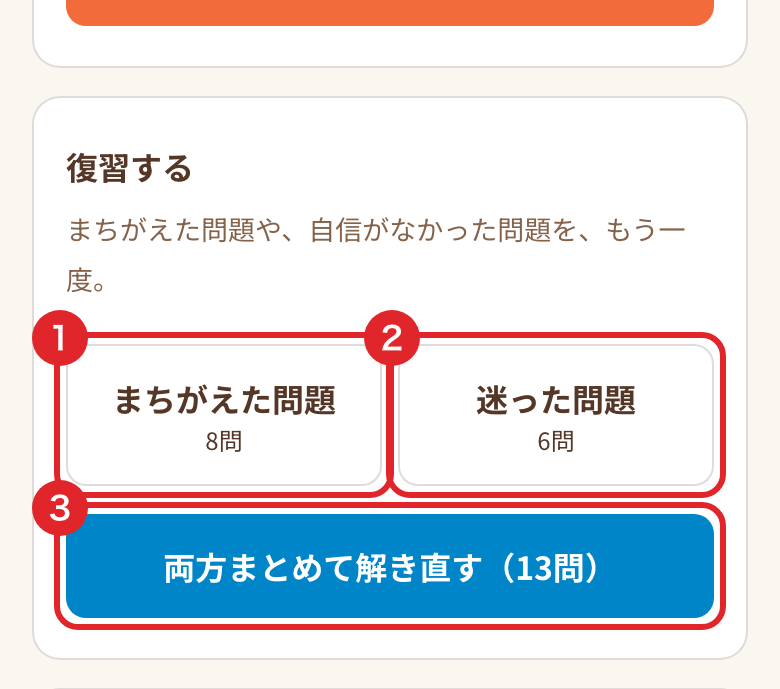 復習する
まちがえた問題や、自信がなかった問題を、もう一
度。
1
2
まちがえた問題
迷った問題
8問
6問
3
両方まとめて解き直す（13問）